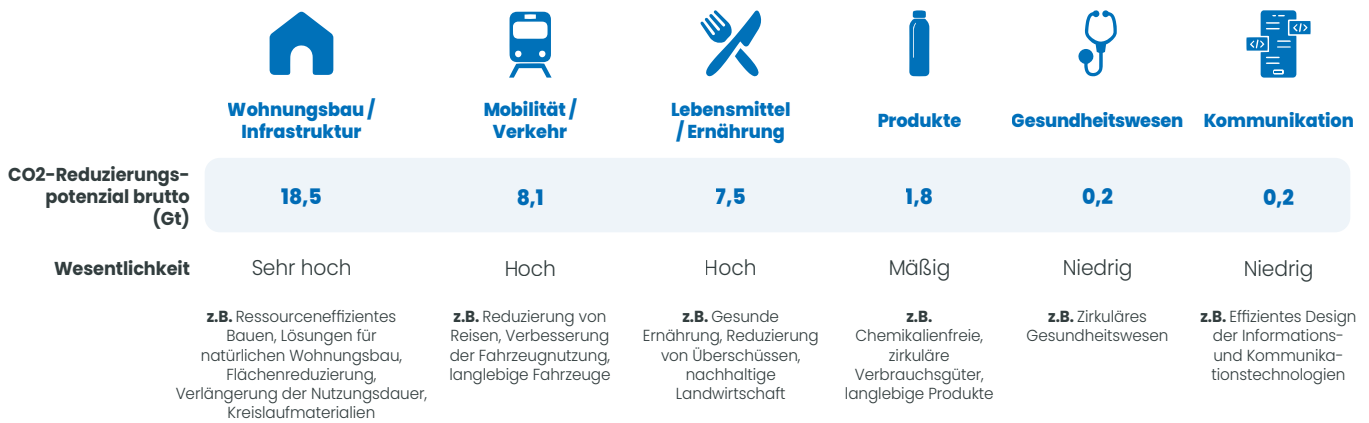 Wohnungsbau /
Infrastruktur
Mobilität /
Verkehr
Lebensmittel
/ Ernährung
Produkte
Gesundheitswesen
</>
</>
Kommunikation
CO2-Reduzierungs-
potenzial brutto
(Gt)
18,5
8,1
7,5
1,8
0,2
0,2
Wesentlichkeit
Sehr hoch
Hoch
Hoch
Mäßig
Niedrig
Niedrig
z.B. Ressourceneffizientes
Bauen, Lösungen für
natürlichen Wohnungsbau,
Flächenreduzierung,
Verlängerung der Nutzungsdauer,
Kreislaufmaterialien
z.B. Reduzierung von
Reisen, Verbesserung
der Fahrzeugnutzung,
langlebige Fahrzeuge
z.B. Gesunde
Ernährung, Reduzierung
von Überschüssen,
nachhaltige
Landwirtschaft
z.B.
Chemikalienfreie,
zirkuläre
Verbrauchsgüter,
langlebige Produkte
z.B. Zirkuläres
Gesundheitswesen
z.B. Effizientes Design
der Informations-
und Kommunika-
tionstechnologien